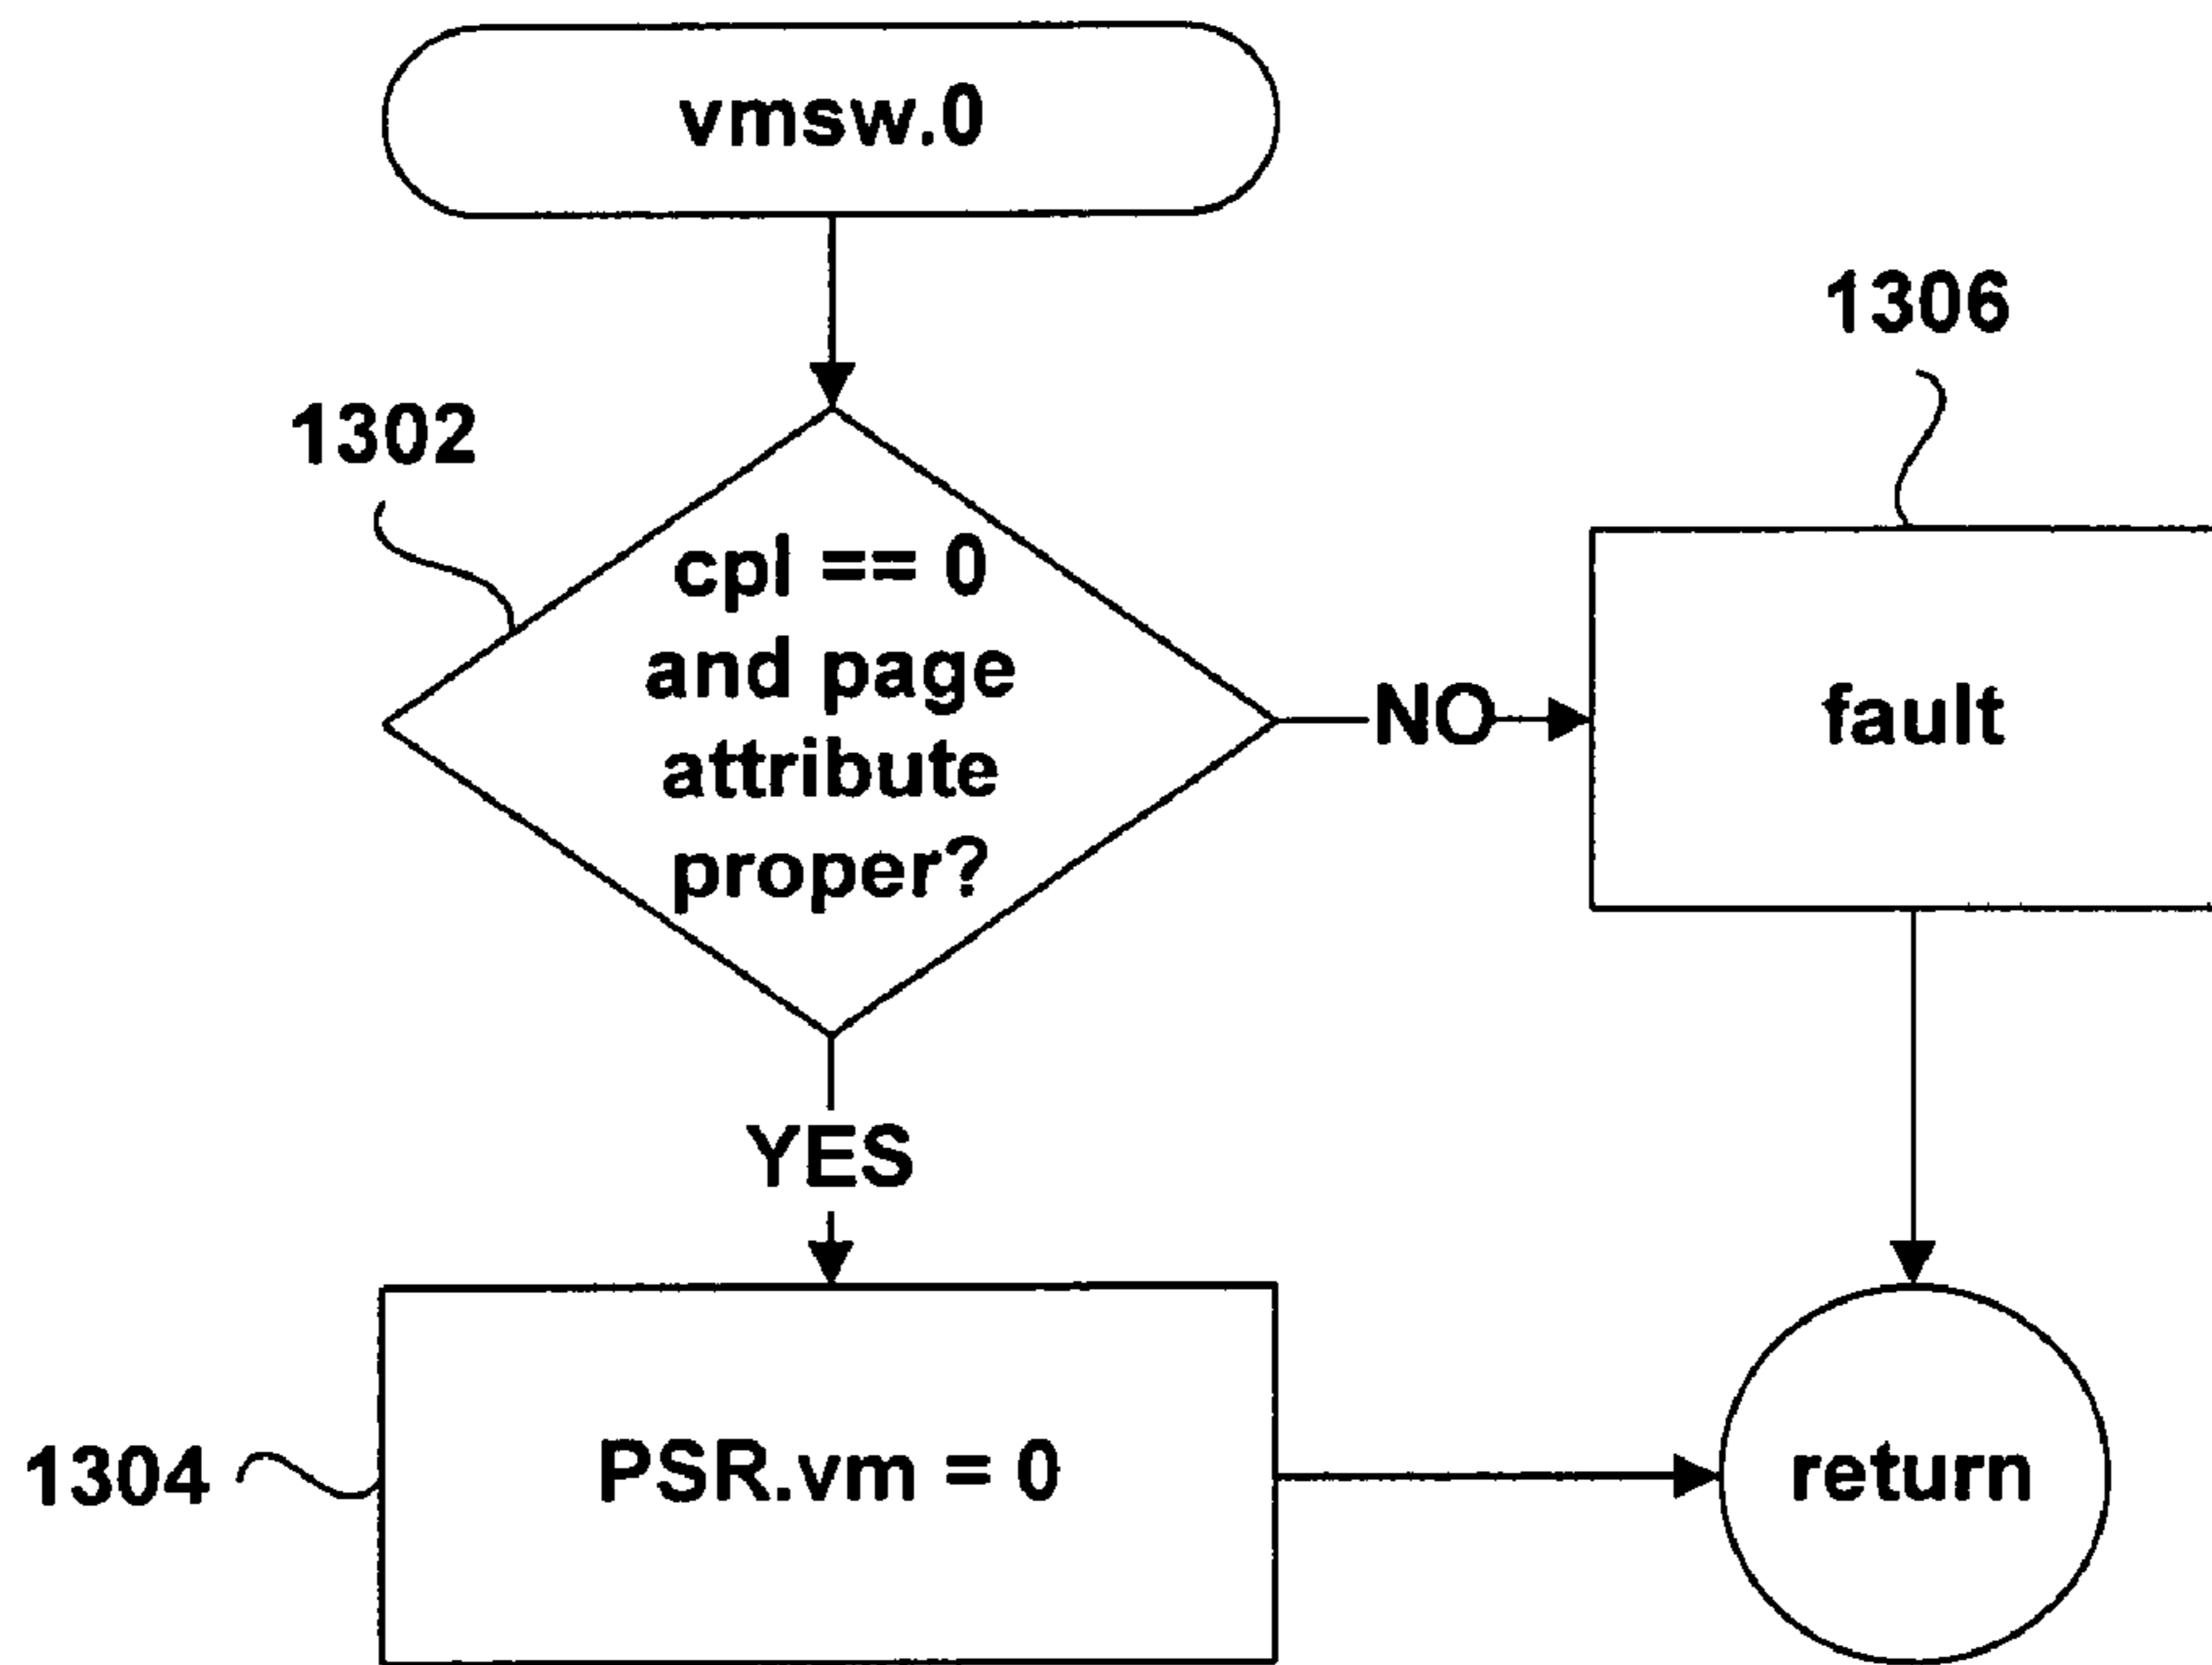 vmsw.0
1306
1302
cpl == 0
and page
attribute
proper?
NO
fault
YES
1304
PSR.vm = 0
return